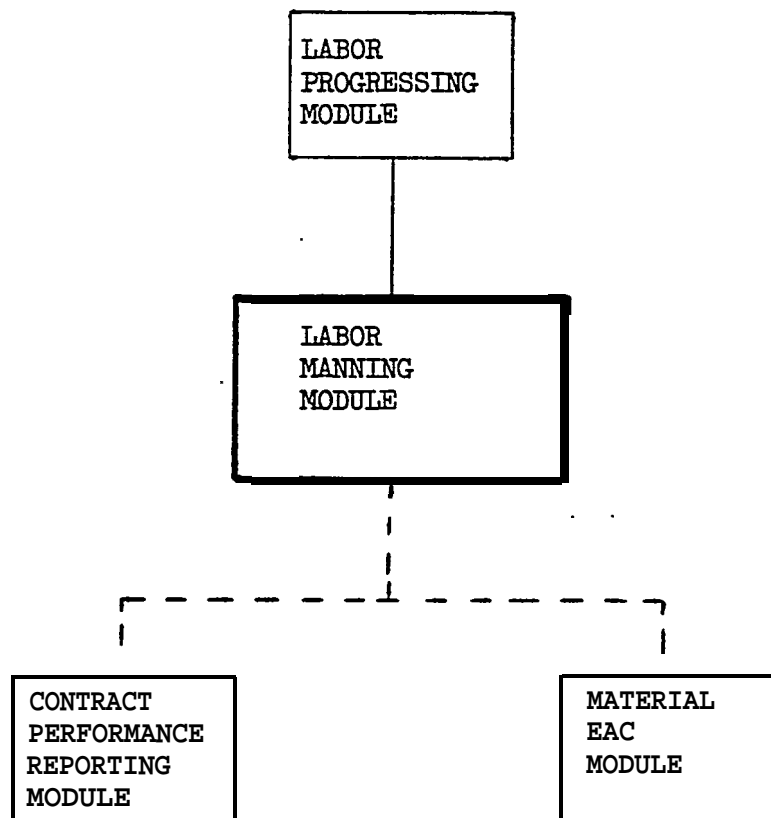 LABOR
PROGRESSING
MODULE
LABOR
MANNING
MODULE
CONTRACT
PERFORMANCE
REPORTING
MODULE
MATERIAL
EAC
MODULE